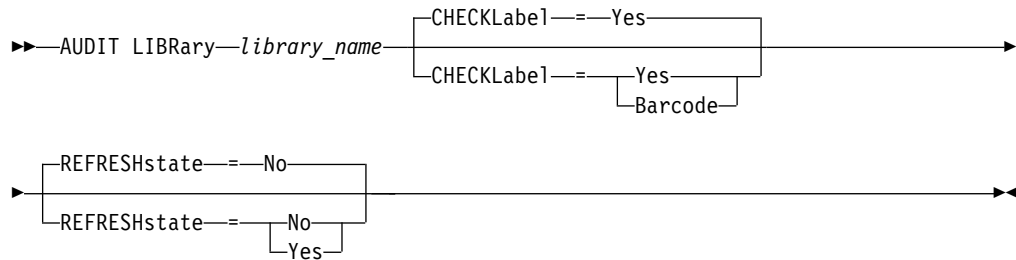 CHECKLabel = Yes
AUDIT LIBRary library_name
CHECKLabel = Yes
Barcode
REFRESHstate = No
REFRESHstate = No
Yes